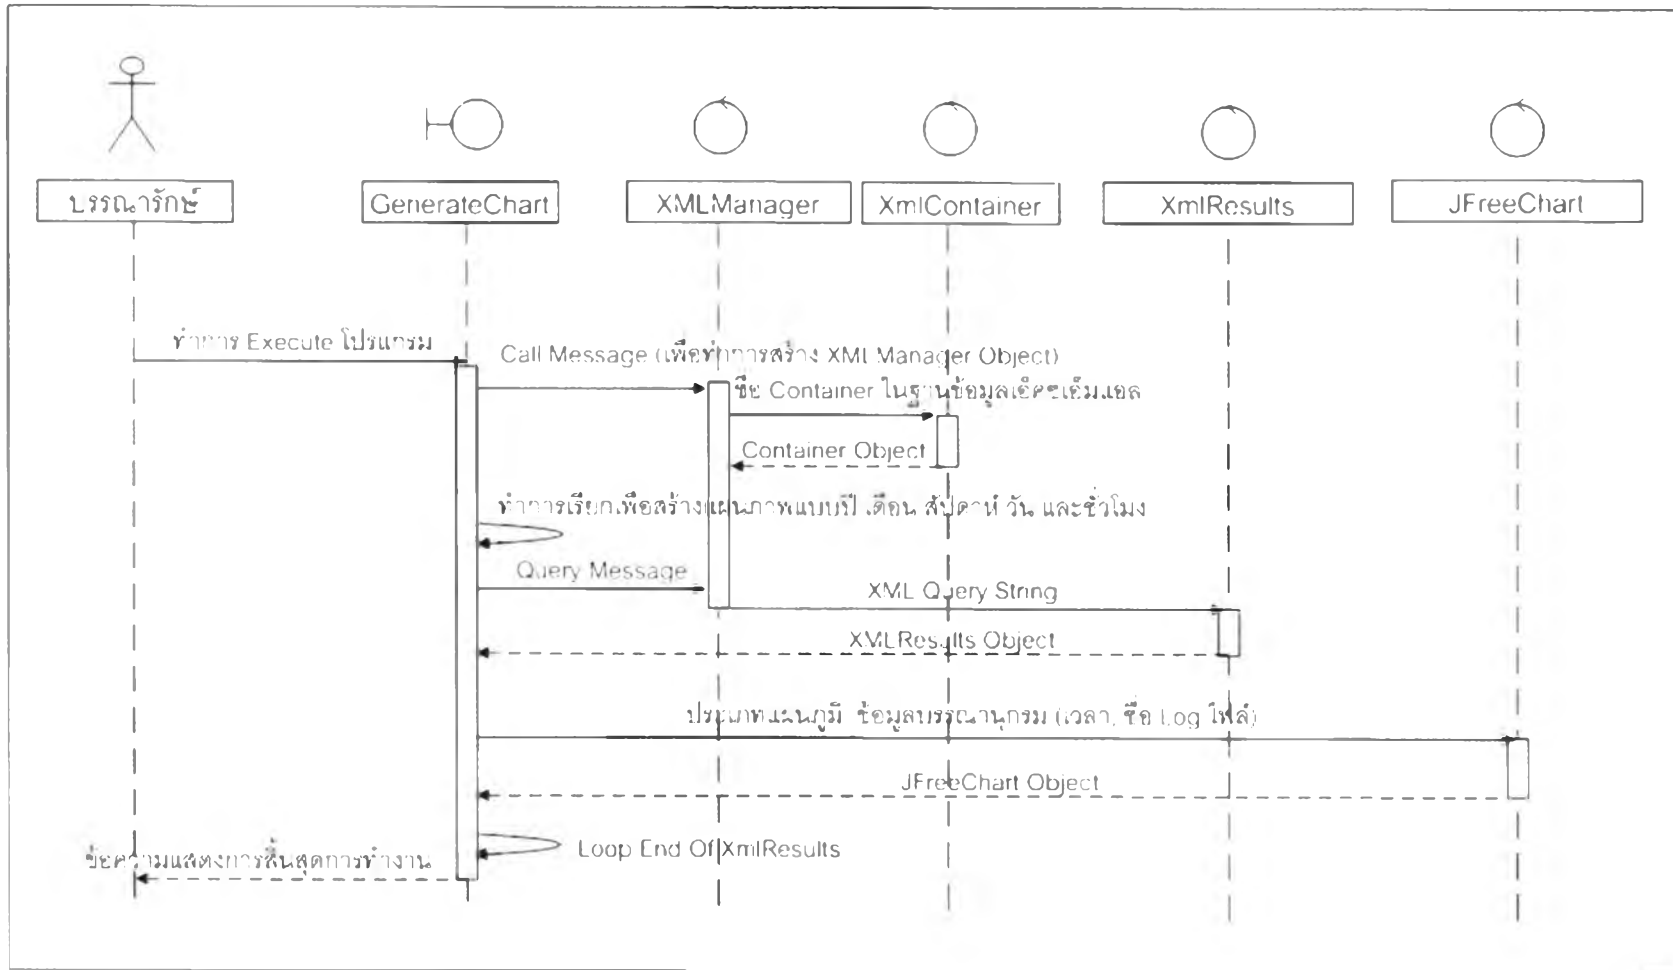 บรรณารักษ์
GenerateChart
XMLManager
XmlContainer
XmlResults
JFreeChart
ทำการ Execute โปรแกรม
Call Message (เพื่อทำการสร้าง XMLManager Object)
ชื่อ Container ในฐานข้อมูลเอ็คซเอ็มแอล
Container Object
ทำการเรียกเพื่อสร้างแผนภาพแบบปี เดือน สัปดาห์ วัน และชั่วโมง
Query Message
XML Query String
XMLResults Object
ประเภทแผนภูมิ ข้อมูลบรรณานุกรม (เวลา, ชื่อ Log ไฟล์)
JFreeChart Object
Loop End Of XmlResults
ข้อความแสดงการสิ้นสุดการทำงาน